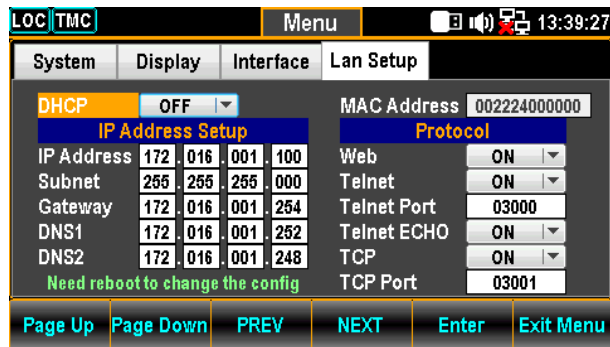 LOC TMC Menu 13:39:27
System Display Interface Lan Setup
DHCP OFF MAC Address 002224000000
IP Address Setup Protocol
IP Address 172 . 016 . 001 . 100 Web ON
Subnet 255 . 255 . 255 . 000 Telnet ON
Gateway 172 . 016 . 001 . 254 Telnet Port 03000
DNS1 172 . 016 . 001 . 252 Telnet ECHO ON
DNS2 172 . 016 . 001 . 248 TCP ON
Need reboot to change the config TCP Port 03001
Page Up Page Down PREV NEXT Enter Exit Menu